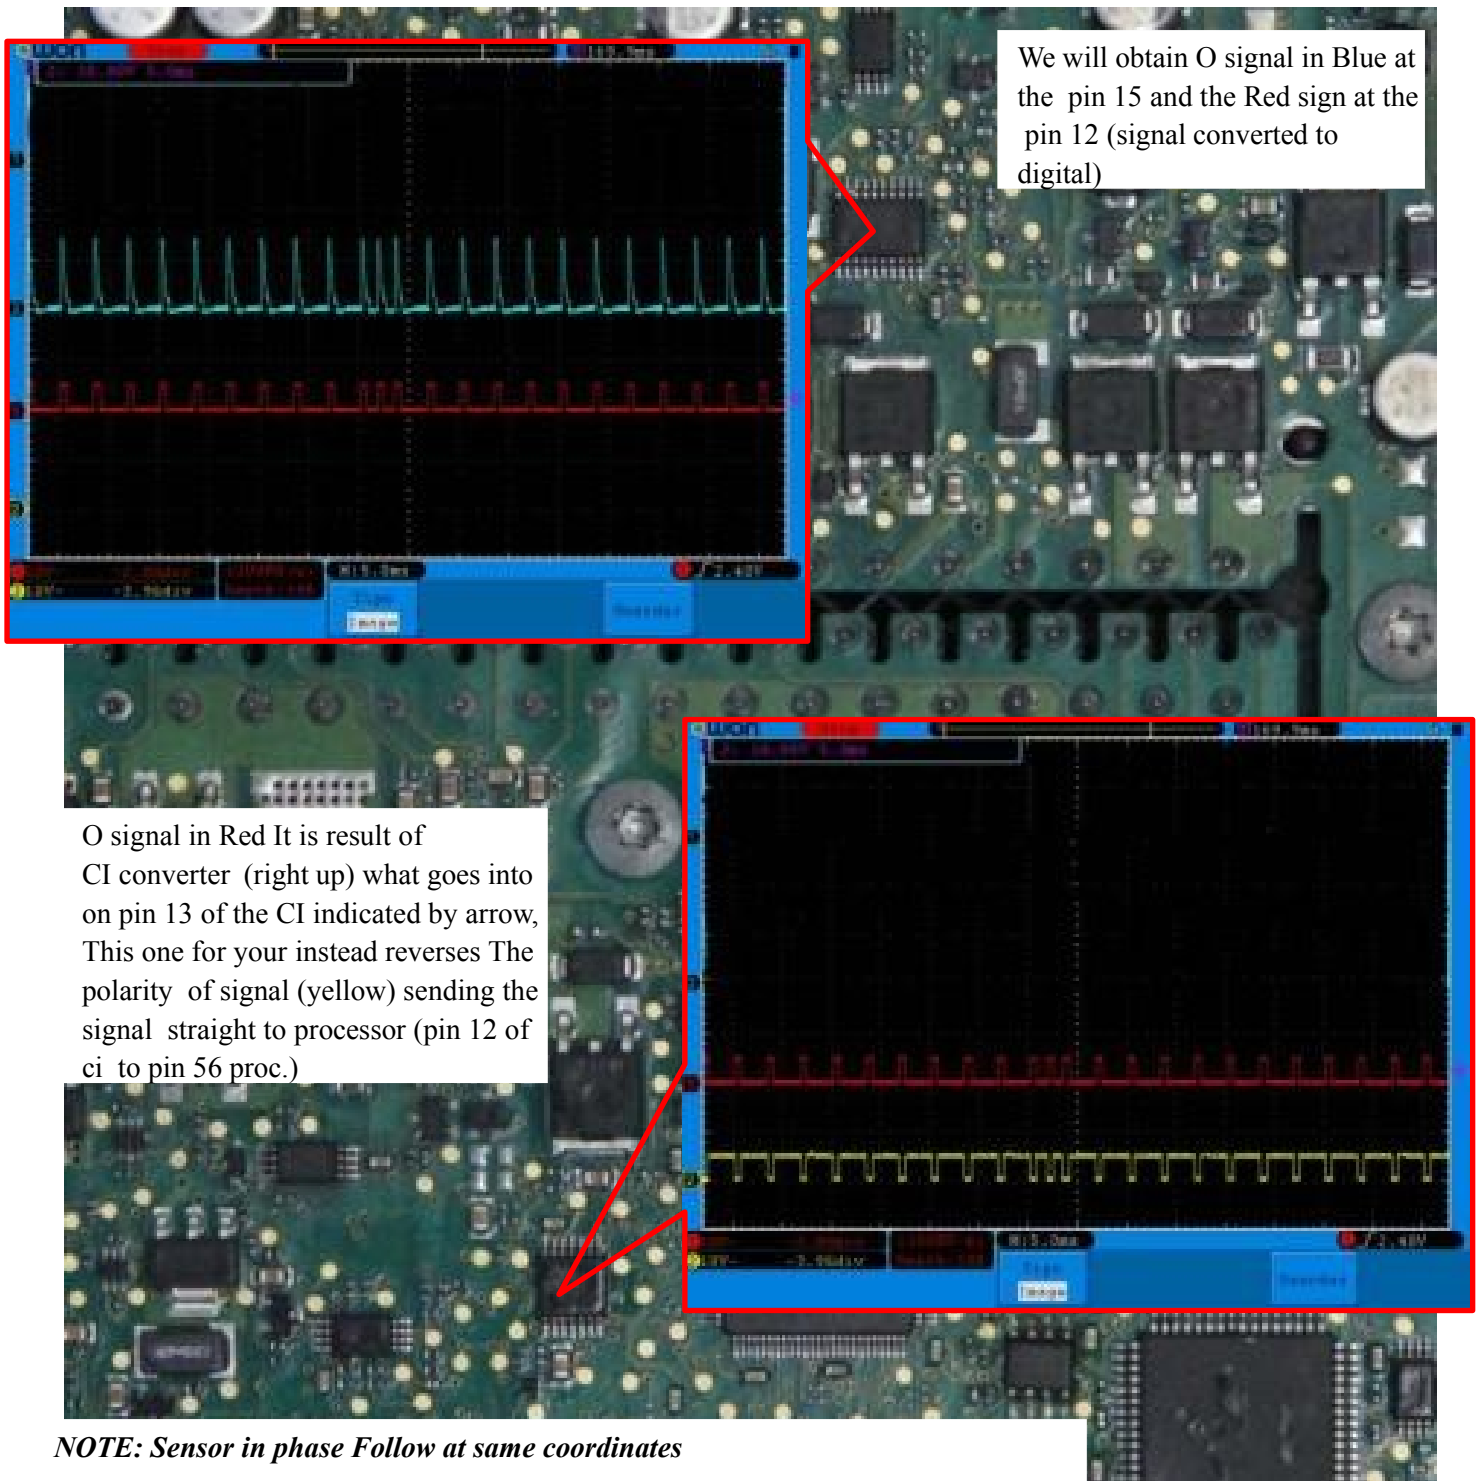 We will obtain O signal in Blue at
the pin 15 and the Red sign at the
pin 12 (signal converted to
digital)
O signal in Red It is result of
CI converter (right up) what goes into
on pin 13 of the CI indicated by arrow,
This one for your instead reverses The
polarity of signal (yellow) sending the
signal straight to processor (pin 12 of
ci to pin 56 proc.)
NOTE: Sensor in phase Follow at same coordinates